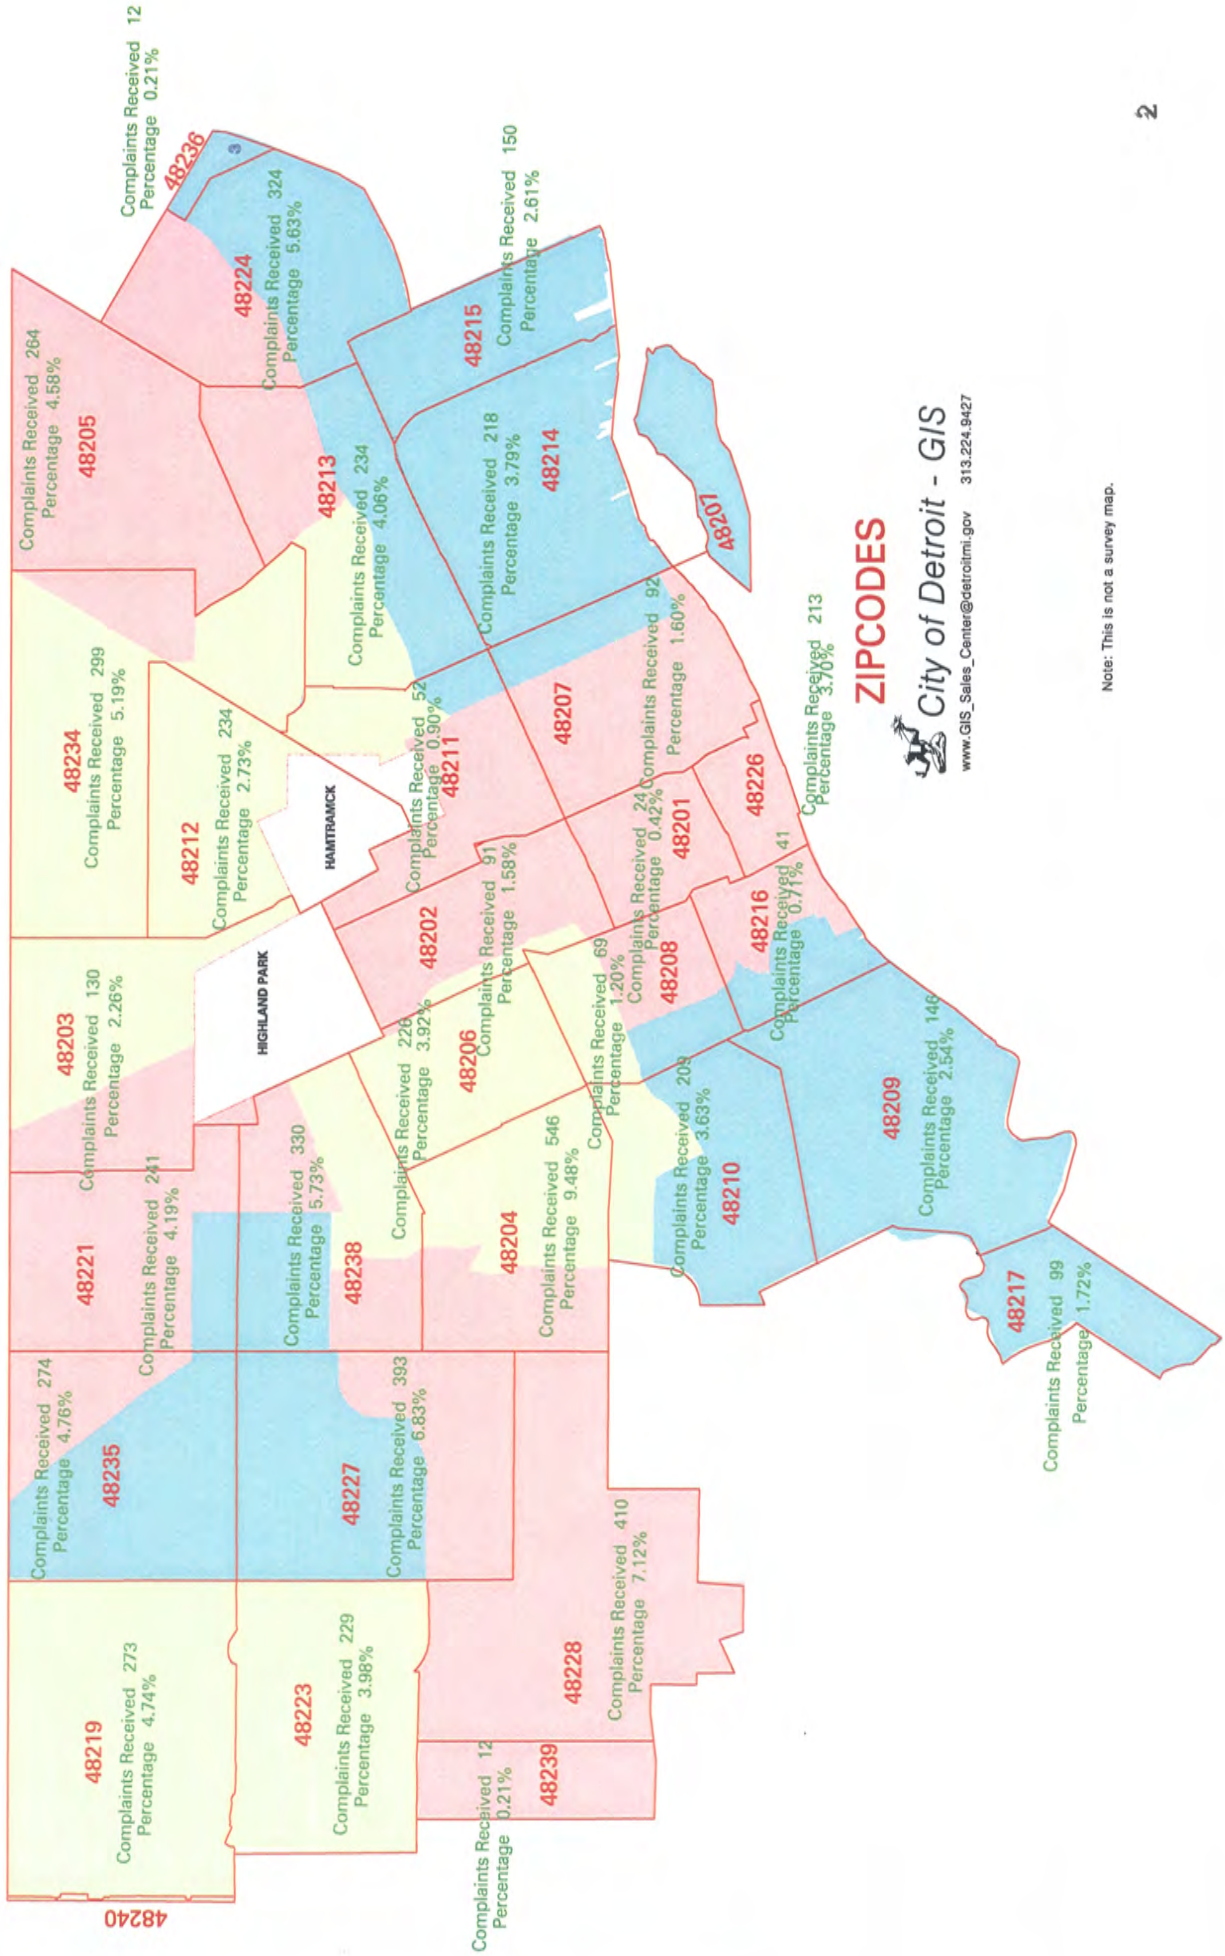 48240
48219
Complaints Received 273
Percentage 4.74%
48223
Complaints Received 229
Percentage 3.98%
Complaints Received 12
Percentage 0.21%
48239
48228
Complaints Received 410
Percentage 7.12%
Complaints Received 274
Percentage 4.76%
48235
48227
Complaints Received 393
Percentage 6.83%
48221
Complaints Received 241
Percentage 4.19%
Complaints Received 330
Percentage 5.73%
48238
48204
Complaints Received 546
Percentage 9.48%
48203
Complaints Received 130
Percentage 2.26%
HIGHLAND PARK
Complaints Received 226
Percentage 3.92%
48206
48202
Complaints Received 91
Percentage 1.58%
Complaints Received 69
Percentage 1.20%
Complaints Received 209
Percentage 3.63%
48210
48209
Complaints Received 146
Percentage 2.54%
48217
Complaints Received 99
Percentage 1.72%
48234
Complaints Received 299
Percentage 5.19%
48212
Complaints Received 234
Percentage 2.73%
HAMTRAMCK
Complaints Received 52
Percentage 0.90%
48211
48207
Complaints Received 92
Percentage 1.60%
Complaints Received 24
Percentage 0.42%
48201
48208
48226
48216
Complaints Received 41
Percentage 0.71%
Complaints Received 213
Percentage 3.70%
Complaints Received 264
Percentage 4.58%
48205
48213
Complaints Received 234
Percentage 4.06%
Complaints Received 218
Percentage 3.79%
48214
48207
48224
Complaints Received 324
Percentage 5.63%
48215
Complaints Received 150
Percentage 2.61%
Complaints Received 12
Percentage 0.21%
48236
3
ZIPCODES
City of Detroit - GIS
www.GIS_Sales_Center@detroitmi.gov 313.224.9427
Note: This is not a survey map.
2